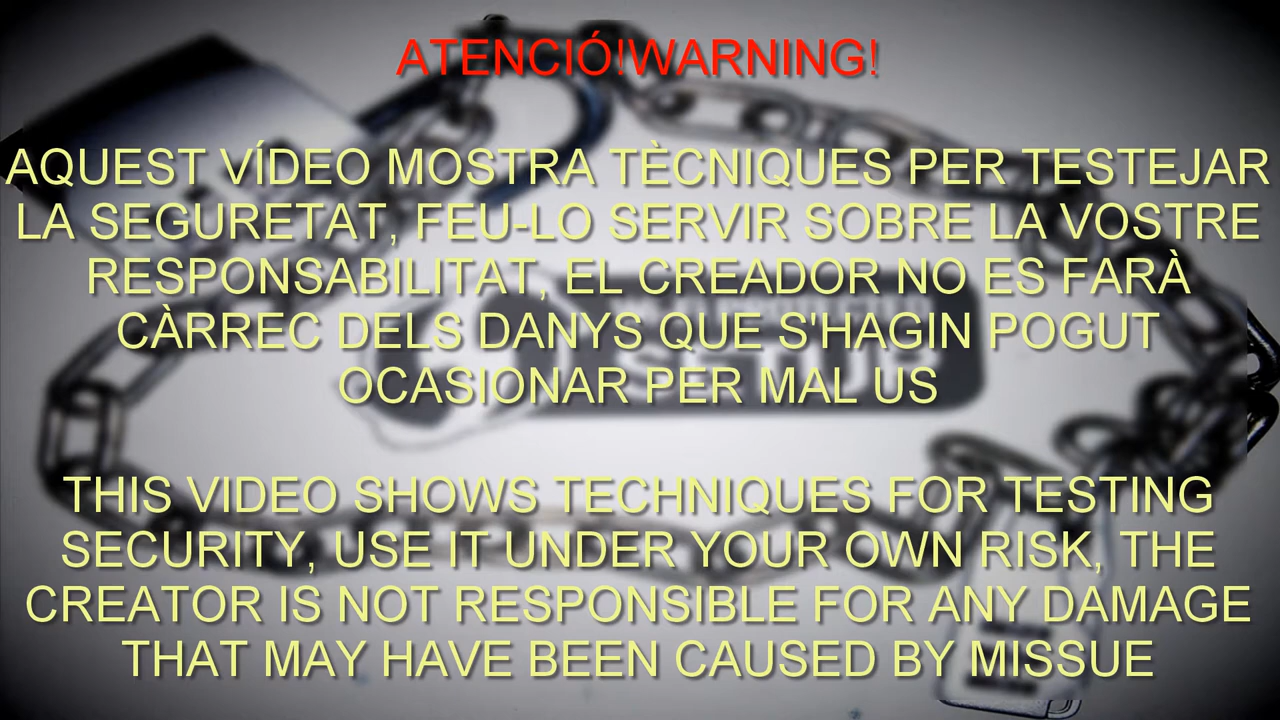 ATENCIÓ!WARNING!
AQUEST VÍDEO MOSTRA TÈCNIQUES PER TESTEJAR
LA SEGURETAT, FEU-LO SERVIR SOBRE LA VOSTRE
RESPONSABILITAT, EL CREADOR NO ES FARÀ
CÀRREC DELS DANYS QUE S'HAGIN POGUT
OCASIONAR PER MAL US
THIS VIDEO SHOWS TECHNIQUES FOR TESTING
SECURITY, USE IT UNDER YOUR OWN RISK, THE
CREATOR IS NOT RESPONSIBLE FOR ANY DAMAGE
THAT MAY HAVE BEEN CAUSED BY MISSUE